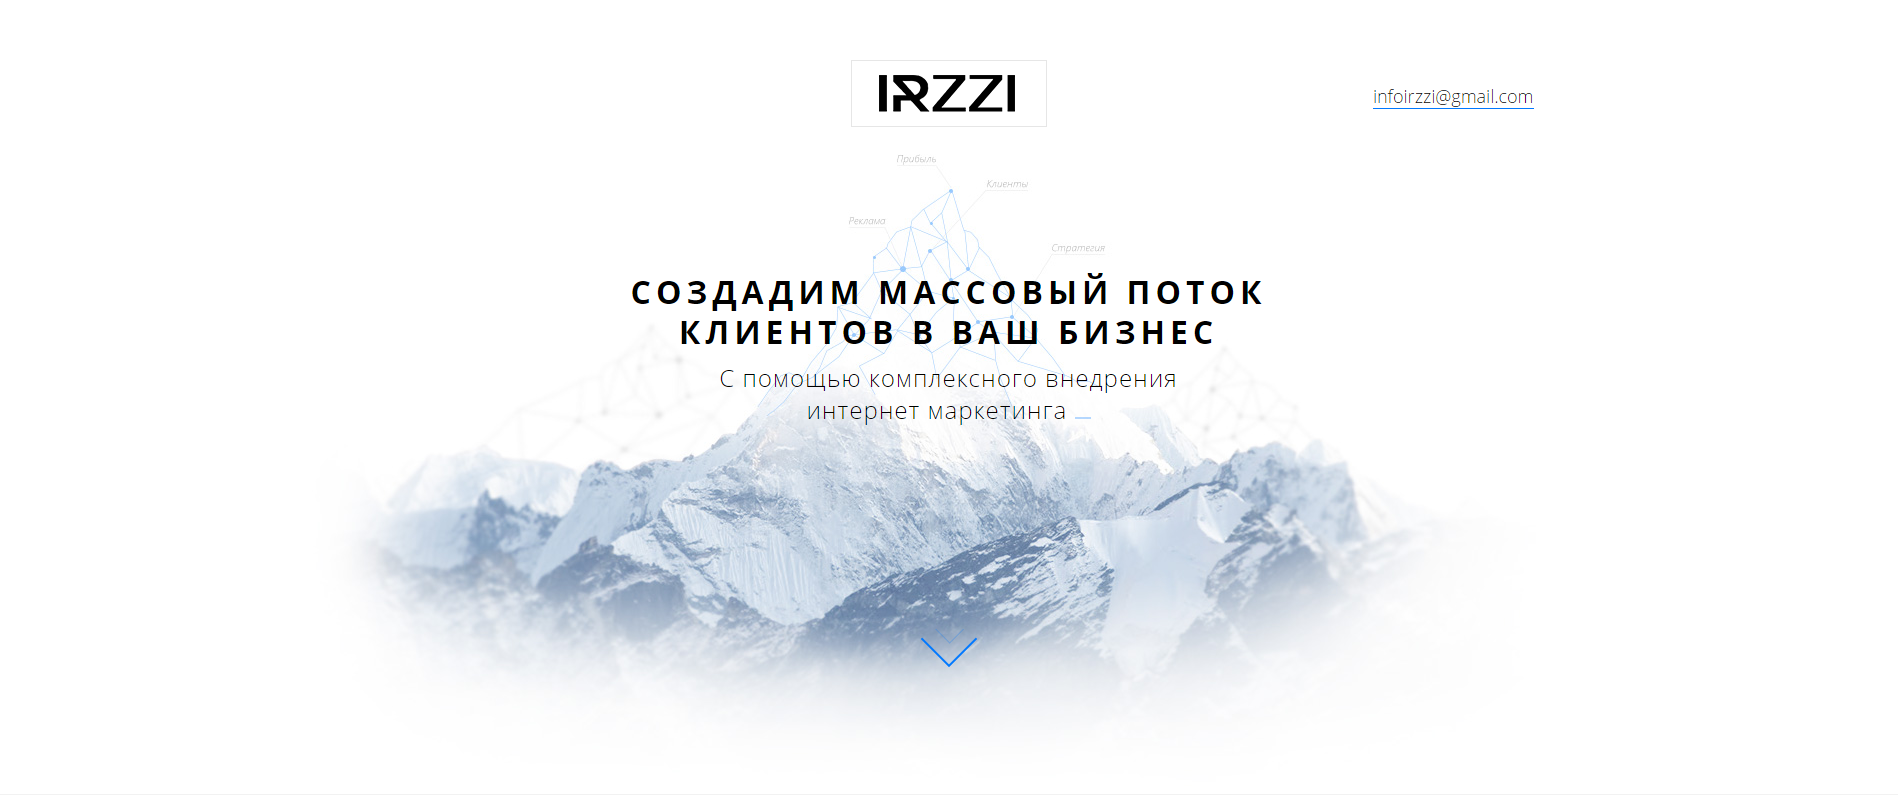 IRZZI
infoirzzi@gmail.com
Прибыль
Клиенты
Реклама
Стратегия
СОЗДАДИМ МАССОВЫЙ ПОТОК
КЛИЕНТОВ В ВАШ БИЗНЕС
С помощью комплексного внедрения
интернет маркетинга